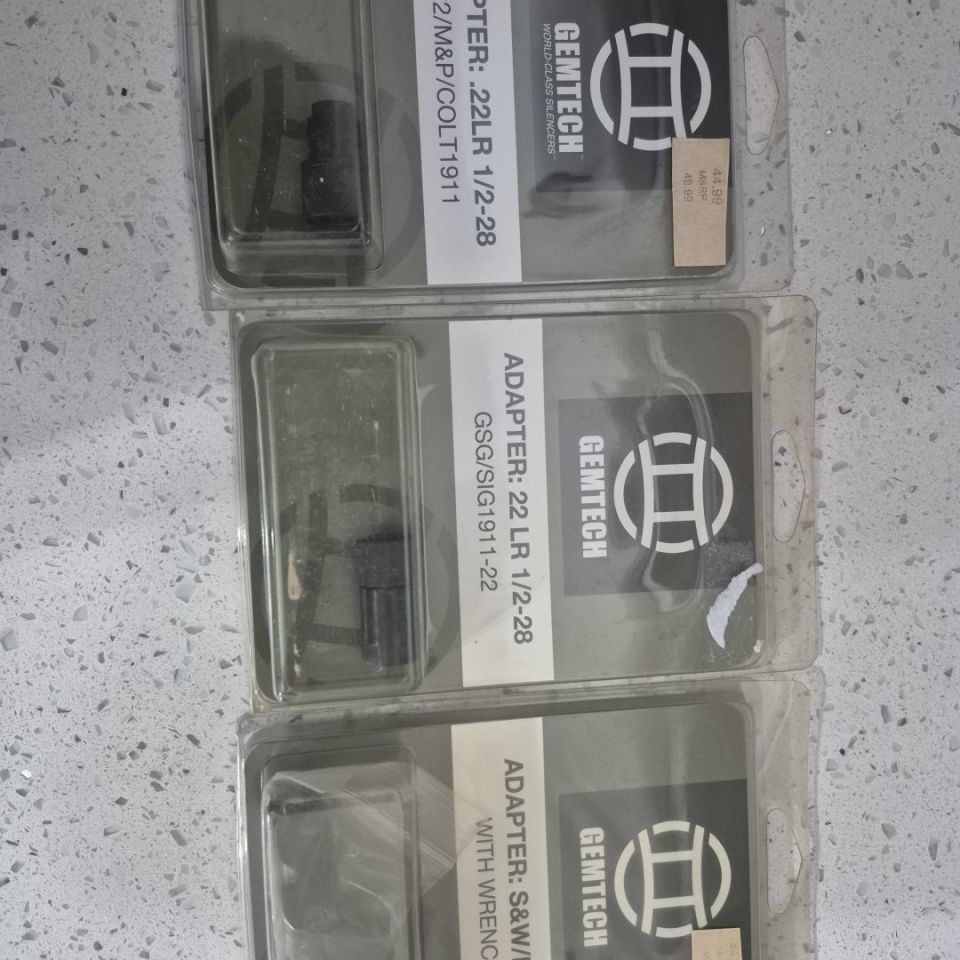 GEMTECH
WORLD-CLASS SILENCERS™
44.99
MSRP
49.99
PTER: .22LR 1/2-28
2/M&P/COLT1911
GEMTECH
ADAPTER: 22 LR 1/2-28
GSG/SIG1911-22
GEMTECH
ADAPTER: S&W/
WITH WRENC